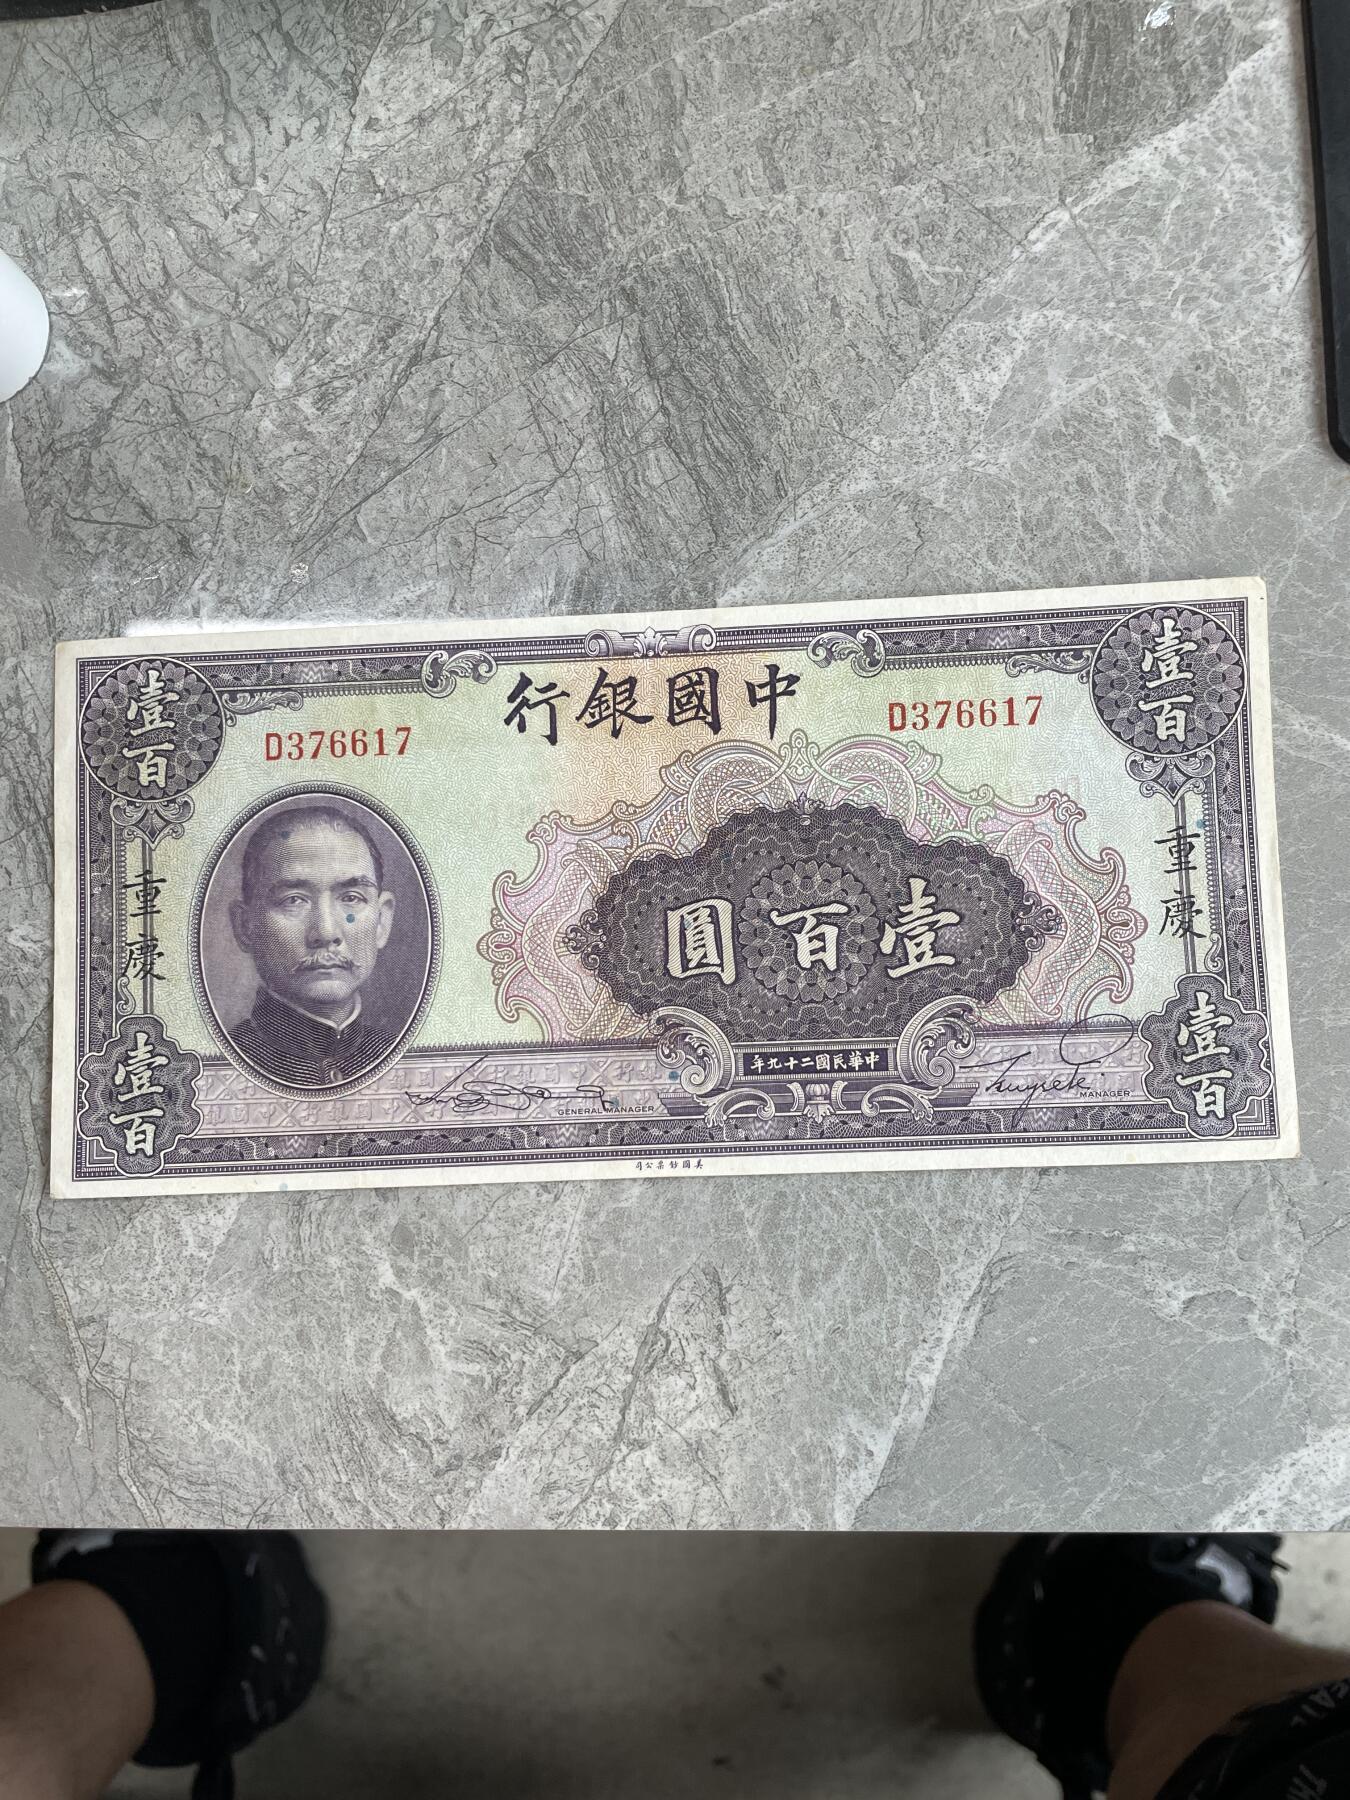 中國銀行
D376617
D376617
壹百
壹百
重慶
重慶
壹百圓
中華民國二十九年
壹百
壹百
GENERAL MANAGER
Tsuyeeh
MANAGER
美國鈔票公司